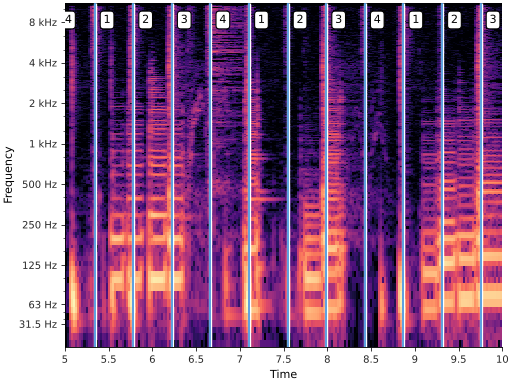 4 1 2 3 4 1 2 3 4 1 2 3
8 kHz
4 kHz
2 kHz
1 kHz
500 Hz
250 Hz
125 Hz
63 Hz
31.5 Hz
Frequency
5 5.5 6 6.5 7 7.5 8 8.5 9 9.5 10
Time